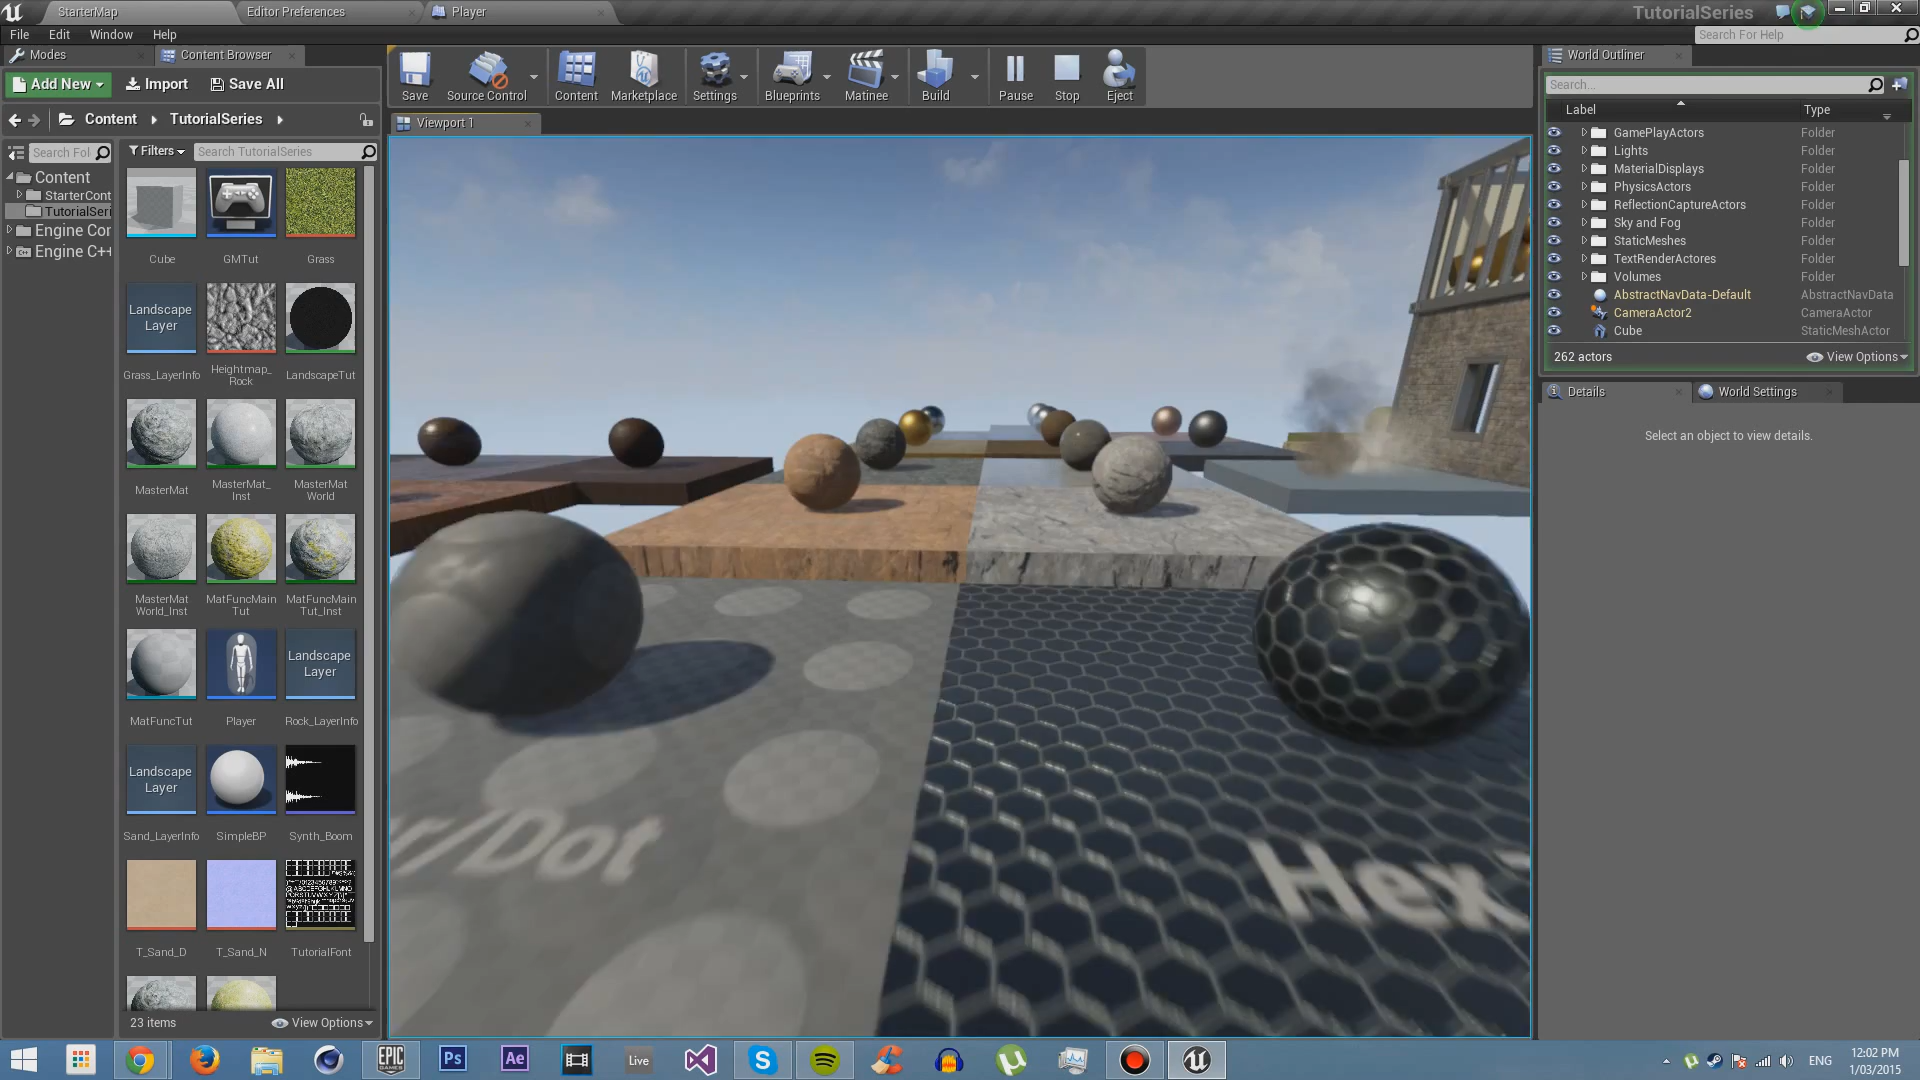 StarterMap
Editor Preferences
Player
TutorialSeries
File
Edit
Window
Help
Search For Help
Modes
Content Browser
Add New
Import
Save All
Content
TutorialSeries
Search Fol
Filters
Search TutorialSeries
Content
StarterCont
TutorialSeri
Engine Cor
Engine C++
Cube
GMTut
Grass
Landscape
Layer
Grass_LayerInfo
Heightmap_
Rock
LandscapeTut
MasterMat
MasterMat_
Inst
MasterMat
World
MasterMat
World_Inst
MatFuncMain
Tut
MatFuncMain
Tut_Inst
Landscape
Layer
MatFuncTut
Player
Rock_LayerInfo
Landscape
Layer
Sand_LayerInfo
SimpleBP
Synth_Boom
T_Sand_D
T_Sand_N
TutorialFont
23 items
View Options
Save
Source Control
Content
Marketplace
Settings
Blueprints
Matinee
Build
Pause
Stop
Eject
Viewport 1
r/Dot
Hex
World Outliner
Search...
Label
Type
GamePlayActors Folder
Lights Folder
MaterialDisplays Folder
PhysicsActors Folder
ReflectionCaptureActors Folder
Sky and Fog Folder
StaticMeshes Folder
TextRenderActores Folder
Volumes Folder
AbstractNavData-Default AbstractNavData
CameraActor2 CameraActor
Cube StaticMeshActor
262 actors
View Options
Details
World Settings
Select an object to view details.
EPIC
GAMES
Ps
Ae
Live
ENG
12:02 PM
1/03/2015